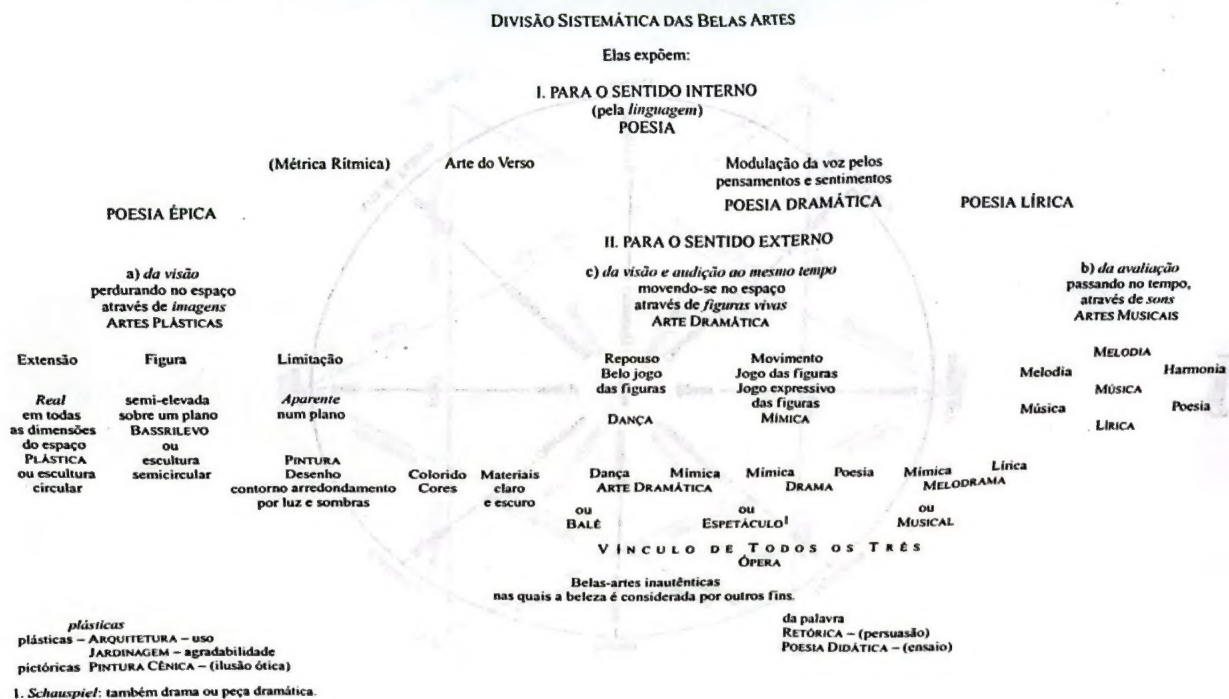 DIVISÃO SISTEMÁTICA DAS BELAS ARTES
Elas expõem:
I. PARA O SENTIDO INTERNO
(pela linguagem)
POESIA
(Métrica Rítmica) Arte do Verso Modulação da voz pelos
pensamentos e sentimentos
POESIA ÉPICA POESIA DRAMÁTICA POESIA LÍRICA
II. PARA O SENTIDO EXTERNO
a) da visão
perdurando no espaço
através de imagens
ARTES PLÁSTICAS
c) da visão e audição ao mesmo tempo
movendo-se no espaço
através de figuras vivas
ARTE DRAMÁTICA
b) da avaliação
passando no tempo,
através de sons
ARTES MUSICAIS
Extensão
Real
em todas
as dimensões
do espaço
PLÁSTICA
ou escultura
circular
Figura
semi-elevada
sobre um plano
BASSRILEVO
ou
escultura
semicircular
Limitação
Aparente
num plano
PINTURA
Desenho
contorno arredondamento
por luz e sombras
Colorido
Cores
Materiais
claro
e escuro
Repouso
Belo jogo
das figuras
DANÇA
Movimento
Jogo das figuras
Jogo expressivo
das figuras
MÍMICA
MELODIA
Melodia Harmonia
MÚSICA
Música Poesia
LÍRICA
Dança Mímica
ARTE DRAMÁTICA
ou
BALÉ
Mímica Poesia
DRAMA
ou
ESPETÁCULO¹
Mímica Lírica
MELODRAMA
ou
MUSICAL
VÍNCULO DE TODOS OS TRÊS
ÓPERA
Belas-artes inautênticas
nas quais a beleza é considerada por outros fins.
plásticas
plásticas – ARQUITETURA – uso
JARDINAGEM – agradabilidade
pictóricas PINTURA CÊNICA – (ilusão ótica)
da palavra
RETÓRICA – (persuasão)
POESIA DIDÁTICA – (ensaio)
1. Schauspiel: também drama ou peça dramática.